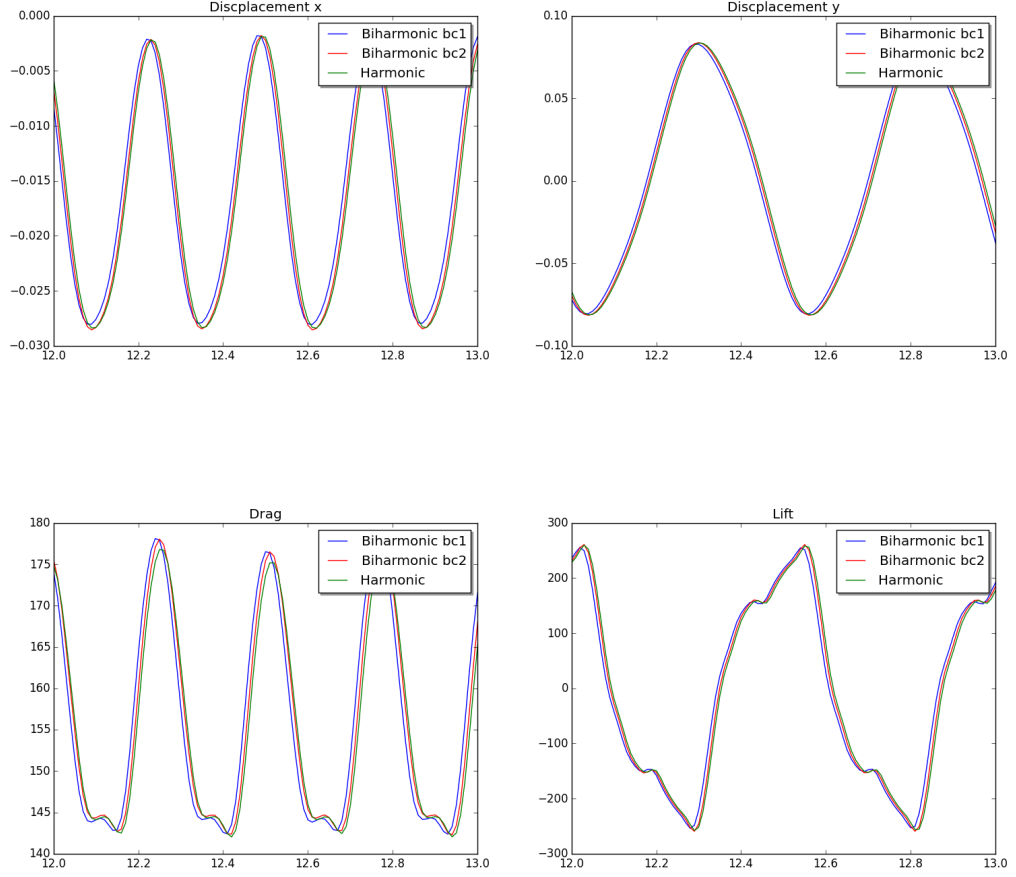 Discplacement x
0.000
−0.005
−0.010
−0.015
−0.020
−0.025
−0.030
12.0 12.2 12.4 12.6 12.8 13.0
Biharmonic bc1
Biharmonic bc2
Harmonic
Discplacement y
0.10
0.05
0.00
−0.05
−0.10
12.0 12.2 12.4 12.6 12.8 13.0
Biharmonic bc1
Biharmonic bc2
Harmonic
Drag
180
175
170
165
160
155
150
145
140
12.0 12.2 12.4 12.6 12.8 13.0
Biharmonic bc1
Biharmonic bc2
Harmonic
Lift
300
200
100
0
−100
−200
−300
12.0 12.2 12.4 12.6 12.8 13.0
Biharmonic bc1
Biharmonic bc2
Harmonic